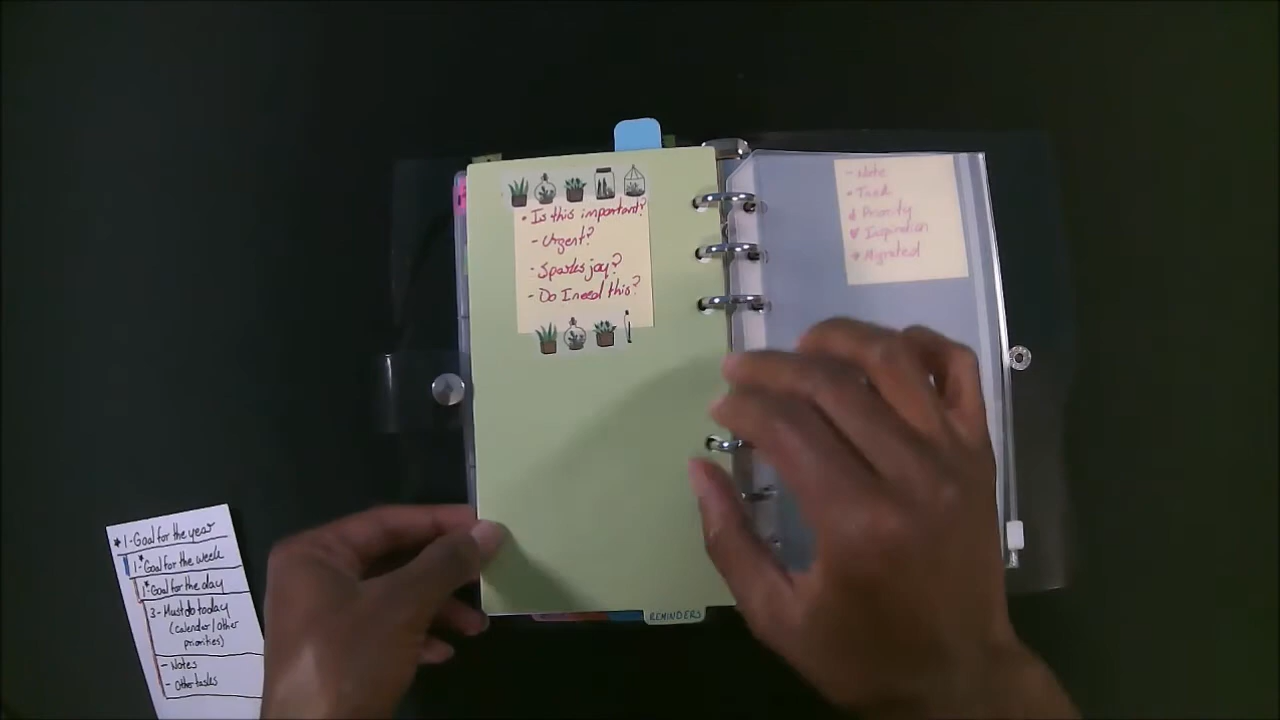 • Is this important?
- Urgent?
- Sparks joy?
- Do I need this?
- Note
• Task
Priority
Inspiration
Migrated
REMINDERS
* 1 - Goal for the year
1* Goal for the week
1* Goal for the day
3 - Must do today
(calender/other
priorities)
- Notes
- Other tasks